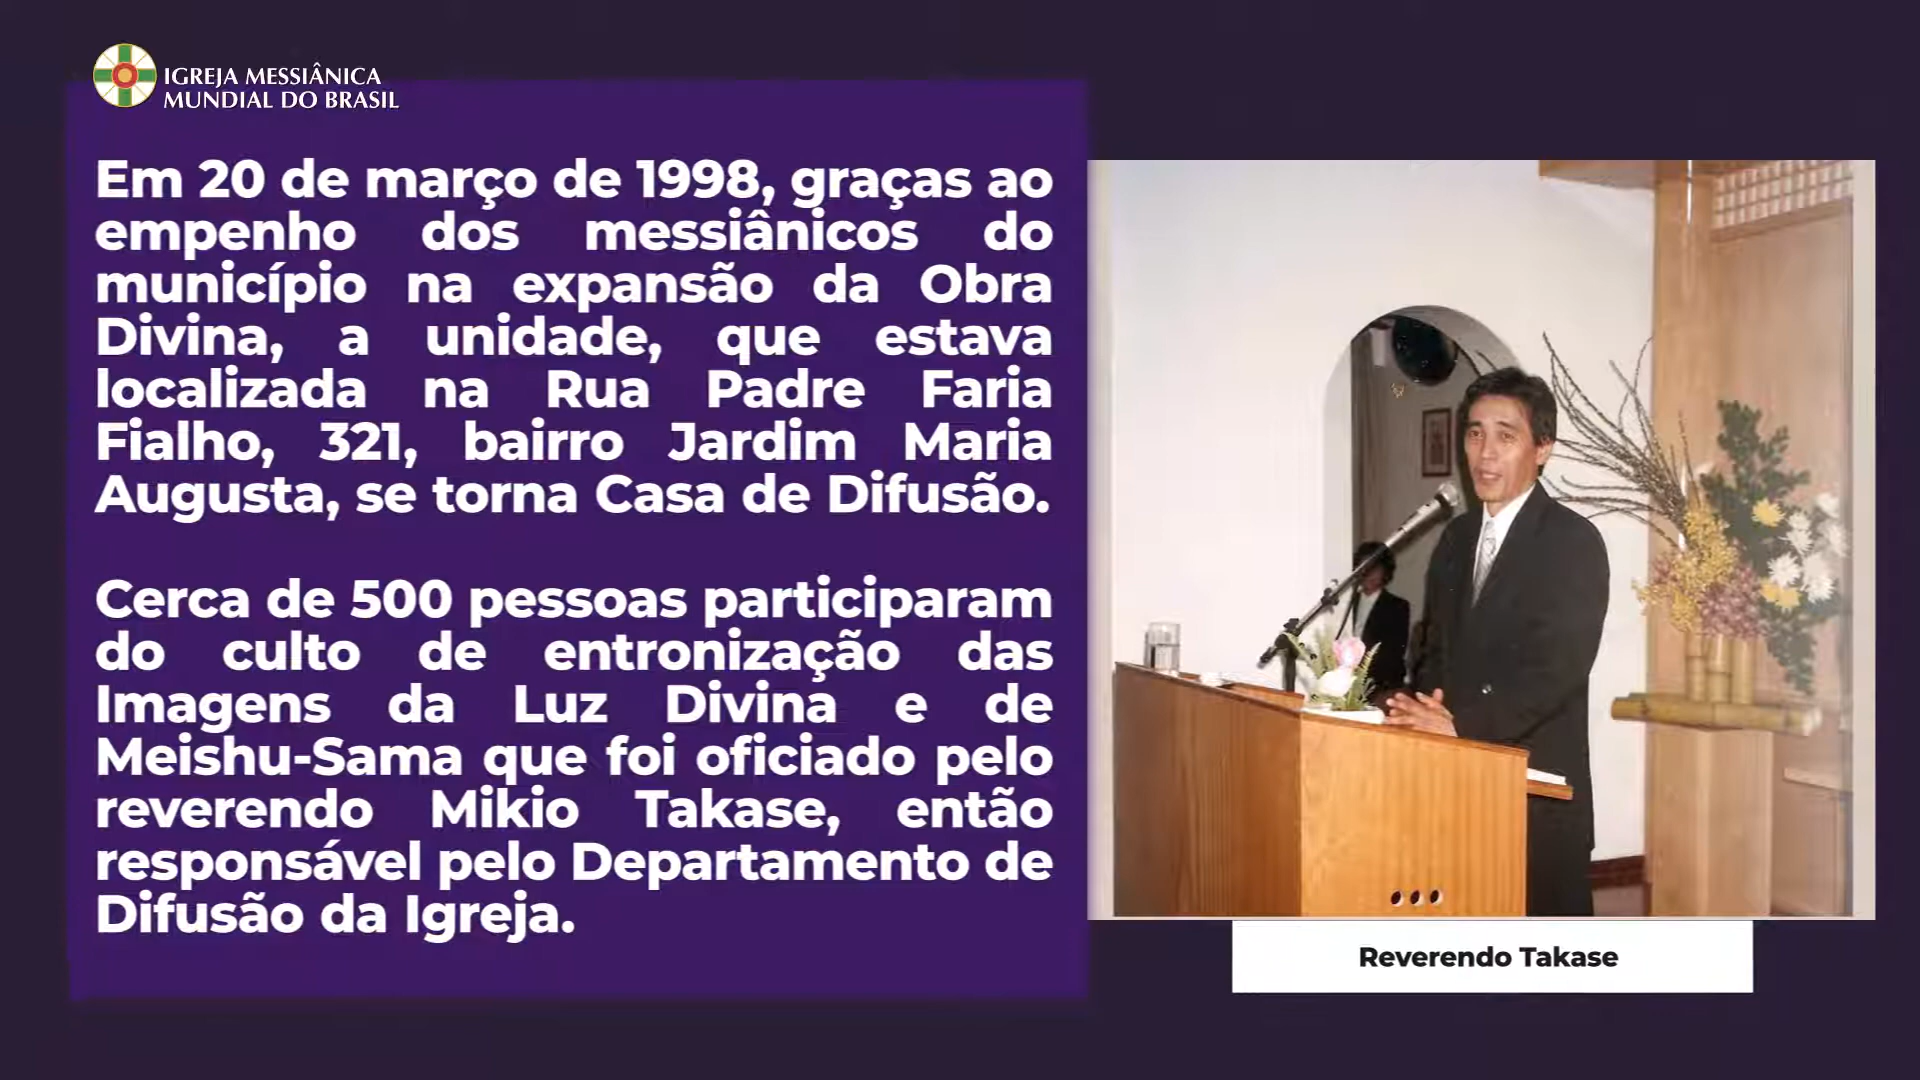 IGREJA MESSIÂNICA
MUNDIAL DO BRASIL
Em 20 de março de 1998, graças ao
empenho dos messiânicos do
município na expansão da Obra
Divina, a unidade, que estava
localizada na Rua Padre Faria
Fialho, 321, bairro Jardim Maria
Augusta, se torna Casa de Difusão.
Cerca de 500 pessoas participaram
do culto de entronização das
Imagens da Luz Divina e de
Meishu-Sama que foi oficiado pelo
reverendo Mikio Takase, então
responsável pelo Departamento de
Difusão da Igreja.
Reverendo Takase